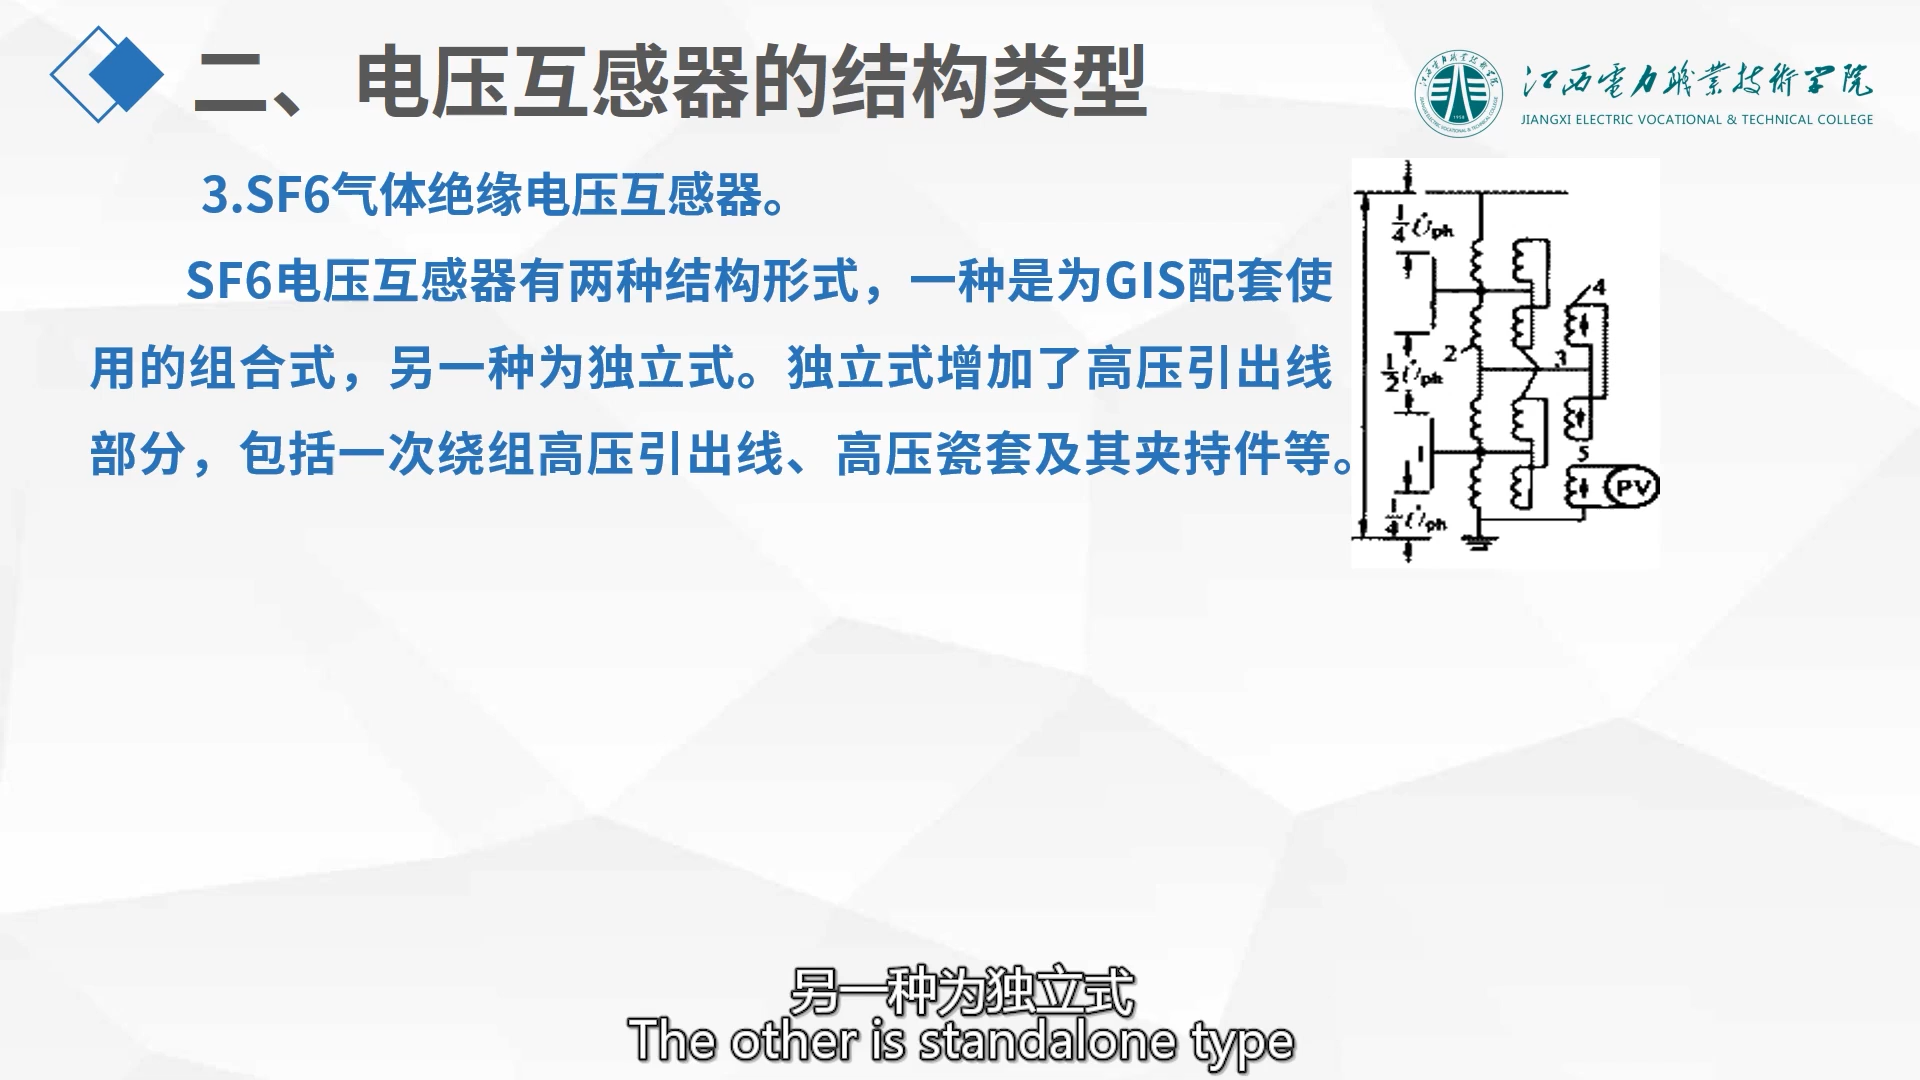 二、电压互感器的结构类型
江西電力職業技術学院
JIANGXI ELECTRIC VOCATIONAL & TECHNICAL COLLEGE
3.SF6气体绝缘电压互感器。
SF6电压互感器有两种结构形式，一种是为GIS配套使
用的组合式，另一种为独立式。独立式增加了高压引出线
部分，包括一次绕组高压引出线、高压瓷套及其夹持件等。
1/4 U̇ph
4
2
3
1/2 U̇ph
1
5
PV
1/4 U̇ph
另一种为独立式
The other is standalone type